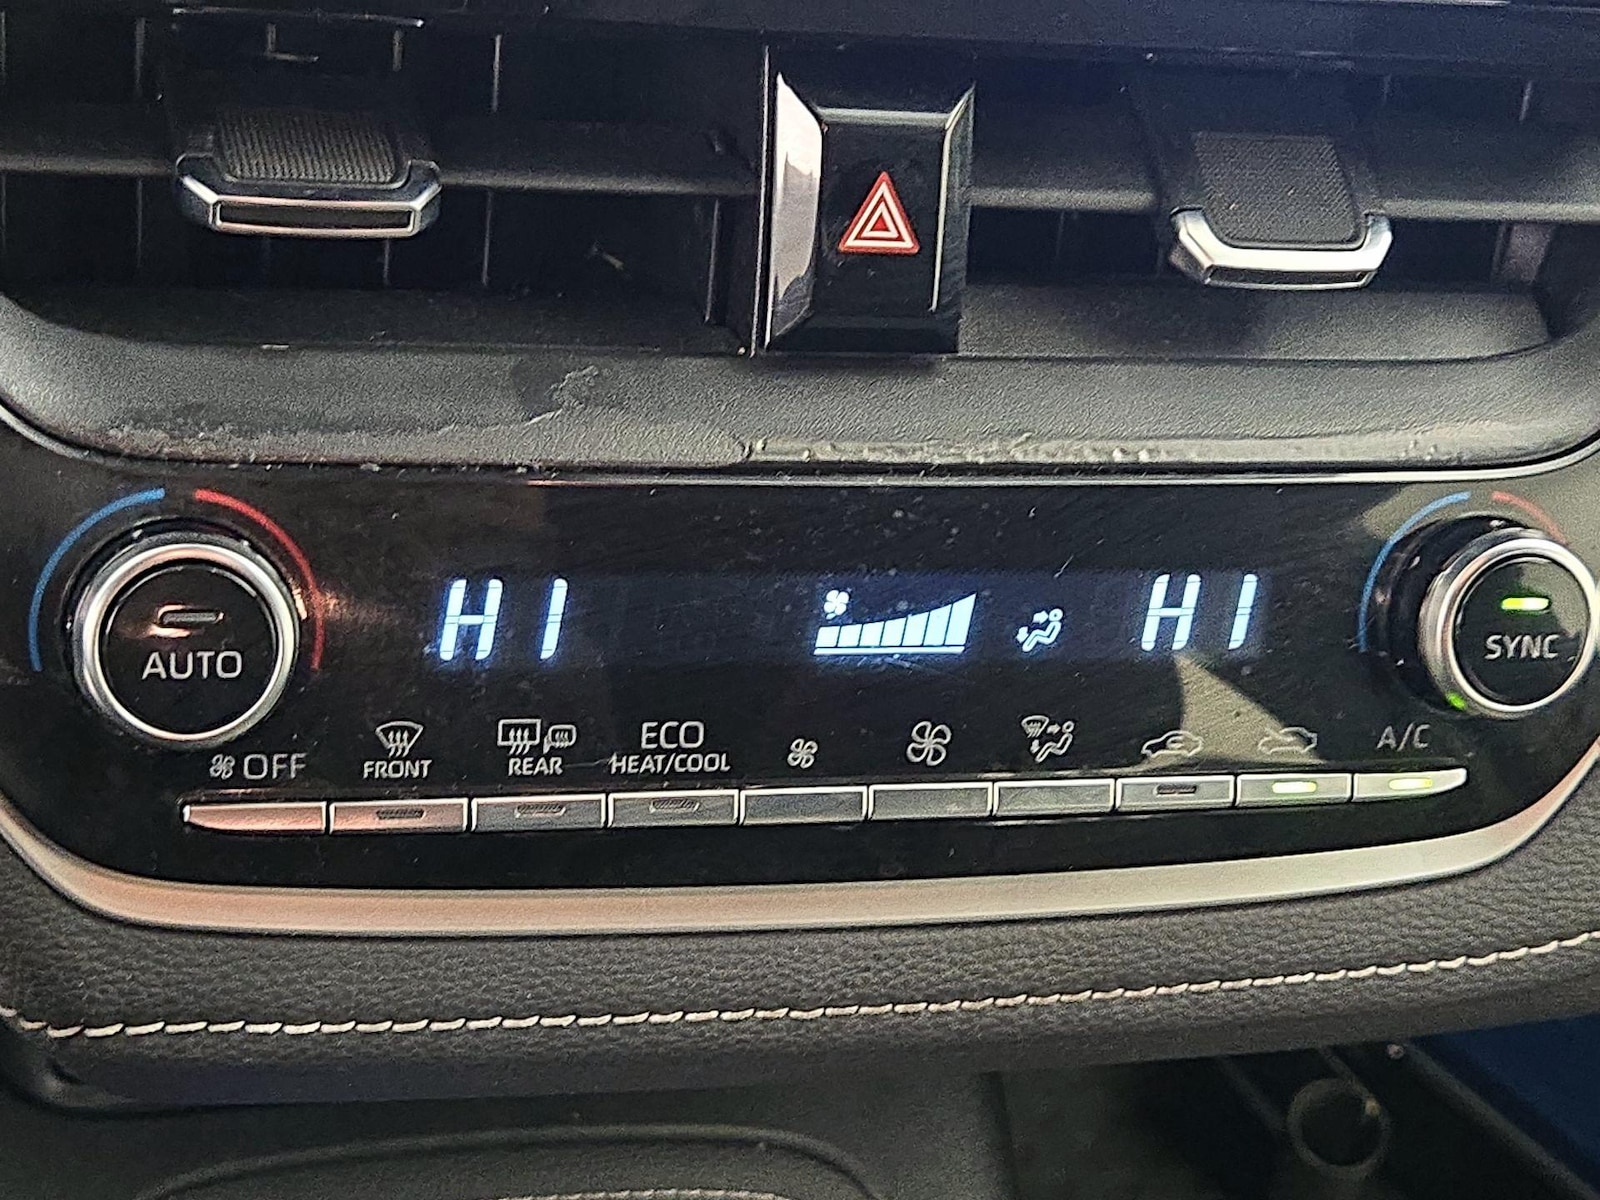 HI HI
AUTO
SYNC
OFF
FRONT
REAR
ECO
HEAT/COOL
A/C